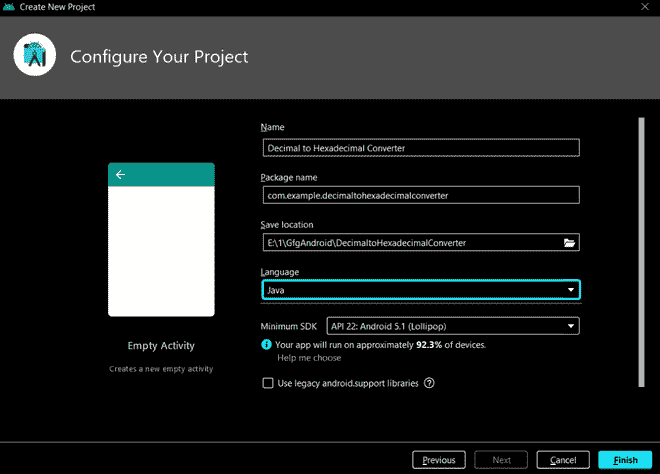 Create New Project
Configure Your Project
Name
Decimal to Hexadecimal Converter
Package name
com.example.decimaltohexadecimalconverter
Save location
E:\1\GfgAndroid\DecimaltoHexadecimalConverter
Language
Java
Minimum SDK
API 22: Android 5.1 (Lollipop)
Your app will run on approximately 92.3% of devices.
Help me choose
Use legacy android.support libraries
Empty Activity
Creates a new empty activity
Previous
Next
Cancel
Finish